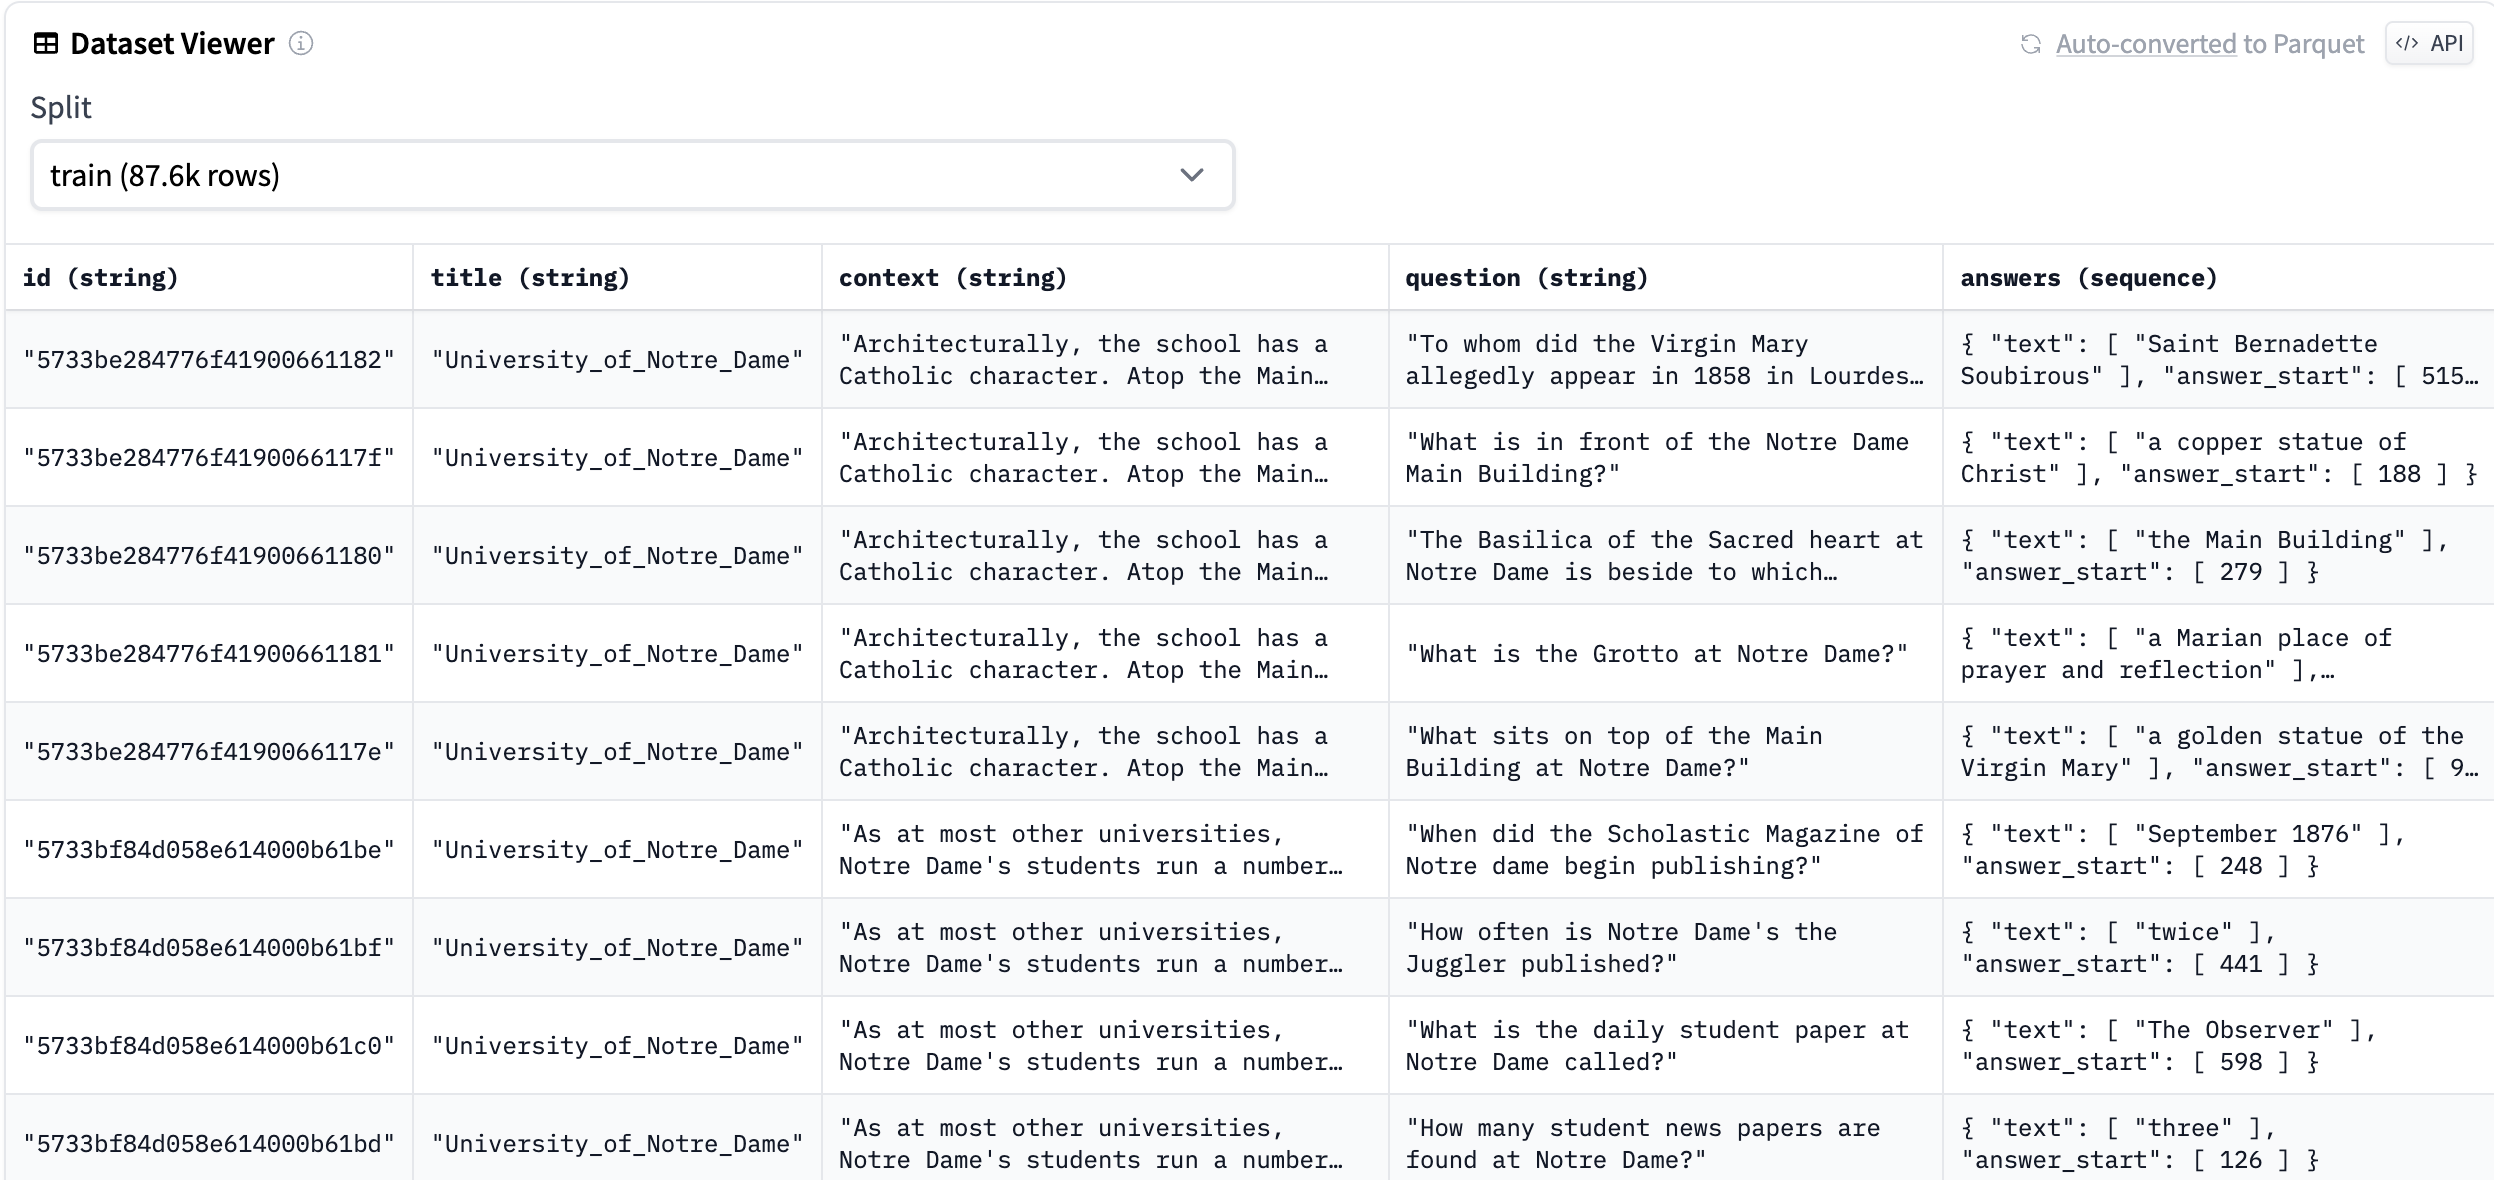 Dataset Viewer
Auto-converted to Parquet
API
Split
train (87.6k rows)
id (string)
title (string)
context (string)
question (string)
answers (sequence)
"5733be284776f41900661182"
"University_of_Notre_Dame"
"Architecturally, the school has a
Catholic character. Atop the Main…
"To whom did the Virgin Mary
allegedly appear in 1858 in Lourdes…
{ "text": [ "Saint Bernadette
Soubirous" ], "answer_start": [ 515…
"5733be284776f4190066117f"
"University_of_Notre_Dame"
"Architecturally, the school has a
Catholic character. Atop the Main…
"What is in front of the Notre Dame
Main Building?"
{ "text": [ "a copper statue of
Christ" ], "answer_start": [ 188 ] }
"5733be284776f41900661180"
"University_of_Notre_Dame"
"Architecturally, the school has a
Catholic character. Atop the Main…
"The Basilica of the Sacred heart at
Notre Dame is beside to which…
{ "text": [ "the Main Building" ],
"answer_start": [ 279 ] }
"5733be284776f41900661181"
"University_of_Notre_Dame"
"Architecturally, the school has a
Catholic character. Atop the Main…
"What is the Grotto at Notre Dame?"
{ "text": [ "a Marian place of
prayer and reflection" ],…
"5733be284776f4190066117e"
"University_of_Notre_Dame"
"Architecturally, the school has a
Catholic character. Atop the Main…
"What sits on top of the Main
Building at Notre Dame?"
{ "text": [ "a golden statue of the
Virgin Mary" ], "answer_start": [ 9…
"5733bf84d058e614000b61be"
"University_of_Notre_Dame"
"As at most other universities,
Notre Dame's students run a number…
"When did the Scholastic Magazine of
Notre dame begin publishing?"
{ "text": [ "September 1876" ],
"answer_start": [ 248 ] }
"5733bf84d058e614000b61bf"
"University_of_Notre_Dame"
"As at most other universities,
Notre Dame's students run a number…
"How often is Notre Dame's the
Juggler published?"
{ "text": [ "twice" ],
"answer_start": [ 441 ] }
"5733bf84d058e614000b61c0"
"University_of_Notre_Dame"
"As at most other universities,
Notre Dame's students run a number…
"What is the daily student paper at
Notre Dame called?"
{ "text": [ "The Observer" ],
"answer_start": [ 598 ] }
"5733bf84d058e614000b61bd"
"University_of_Notre_Dame"
"As at most other universities,
Notre Dame's students run a number…
"How many student news papers are
found at Notre Dame?"
{ "text": [ "three" ],
"answer_start": [ 126 ] }